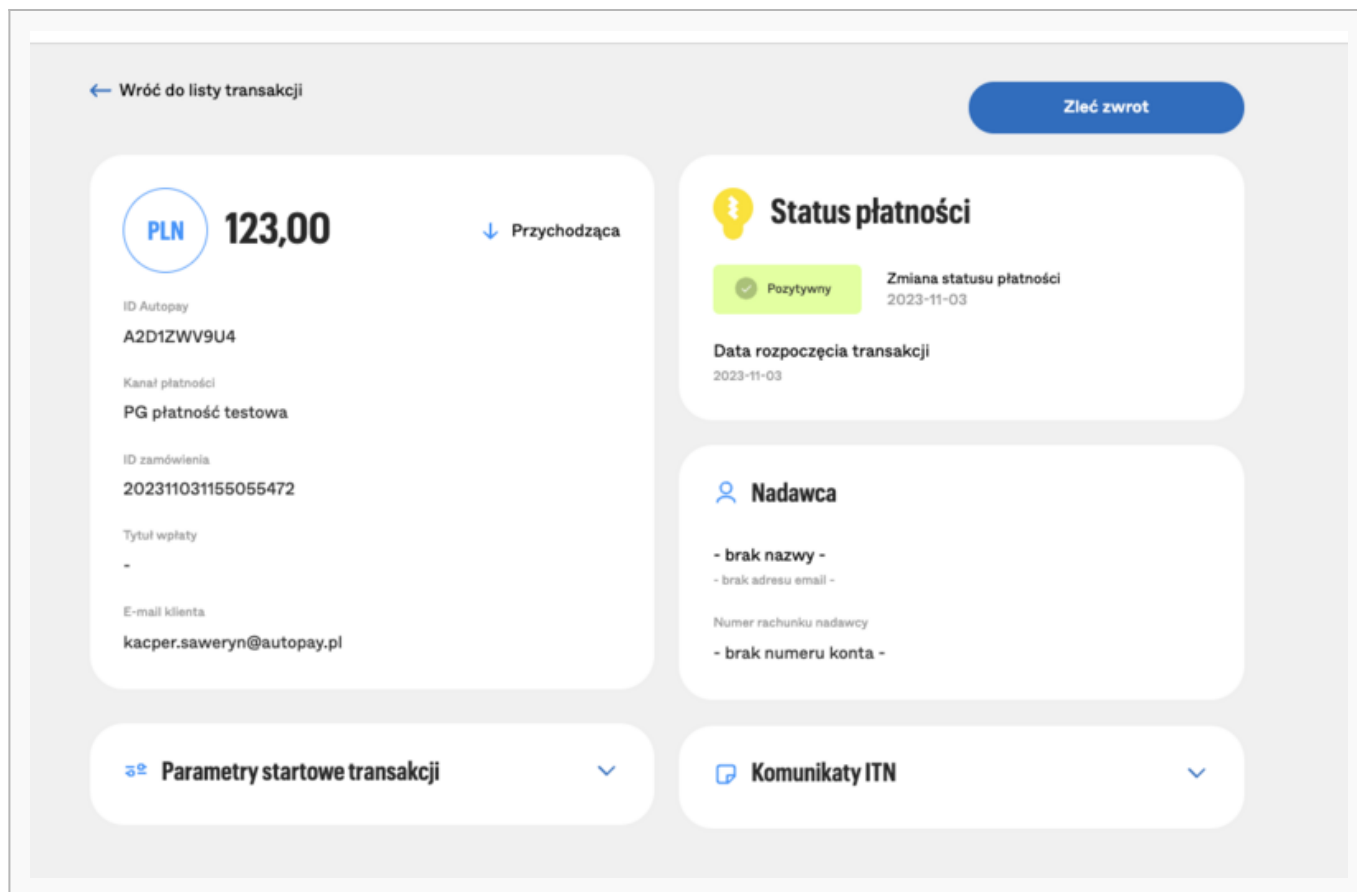 ← Wróć do listy transakcji
Zleć zwrot
PLN
123,00
↓ Przychodząca
ID Autopay
A2D1ZWV9U4
Kanał płatności
PG płatność testowa
ID zamówienia
202311031155055472
Tytuł wpłaty
-
E-mail klienta
kacper.saweryn@autopay.pl
Status płatności
Pozytywny
Zmiana statusu płatności
2023-11-03
Data rozpoczęcia transakcji
2023-11-03
Nadawca
- brak nazwy -
- brak adresu email -
Numer rachunku nadawcy
- brak numeru konta -
Parametry startowe transakcji
Komunikaty ITN